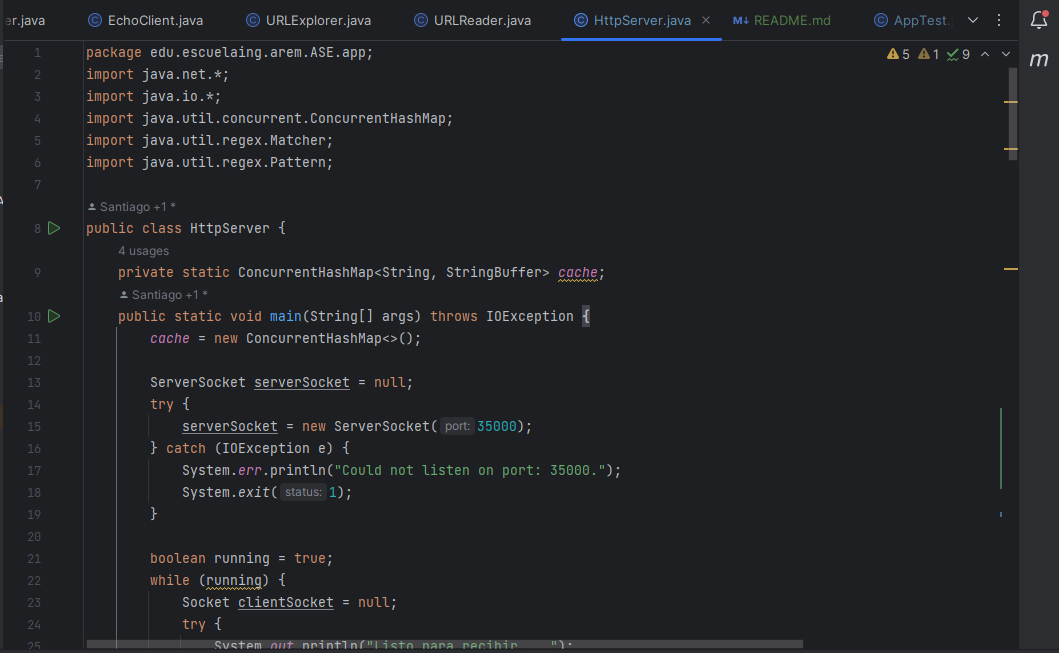 er.java EchoClient.java URLExplorer.java URLReader.java HttpServer.java README.md AppTest.
5 1 9
m
1 package edu.escuelaing.arem.ASE.app;
2 import java.net.*;
3 import java.io.*;
4 import java.util.concurrent.ConcurrentHashMap;
5 import java.util.regex.Matcher;
6 import java.util.regex.Pattern;
7
Santiago +1 *
8 public class HttpServer {
4 usages
9 private static ConcurrentHashMap<String, StringBuffer> cache;
Santiago +1 *
10 public static void main(String[] args) throws IOException {
11 cache = new ConcurrentHashMap<>();
12
13 ServerSocket serverSocket = null;
14 try {
15 serverSocket = new ServerSocket( port: 35000);
16 } catch (IOException e) {
17 System.err.println("Could not listen on port: 35000.");
18 System.exit( status: 1);
19 }
20
21 boolean running = true;
22 while (running) {
23 Socket clientSocket = null;
24 try {
25 System.out.println("Listo para recibir ...");